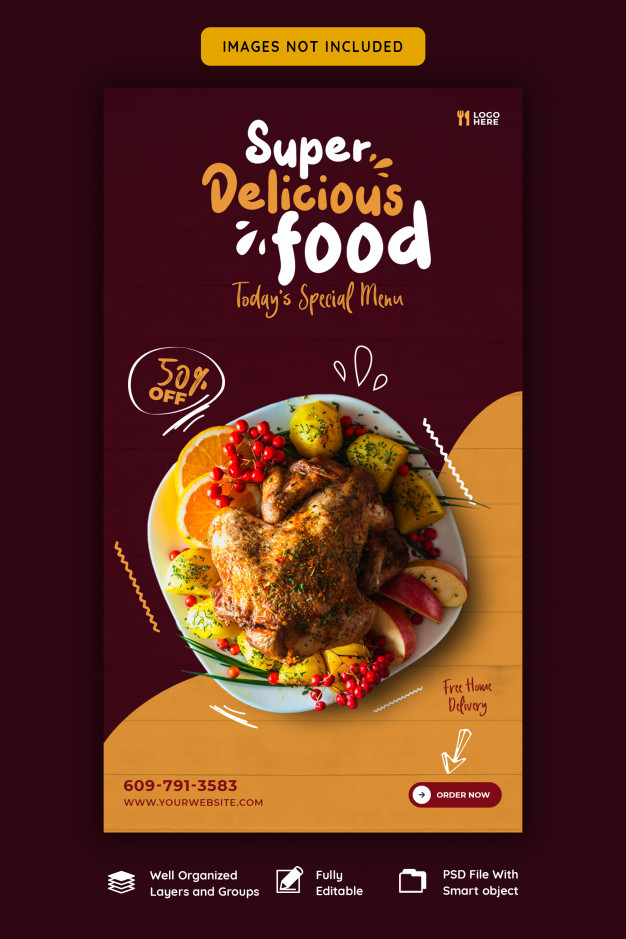 IMAGES NOT INCLUDED
LOGO
HERE
Super
Delicious
food
Today's Special Menu
50%
OFF
Free Home
Delivery
609-791-3583
WWW.YOURWEBSITE.COM
ORDER NOW
Well Organized
Layers and Groups
Fully
Editable
PSD File With
Smart object